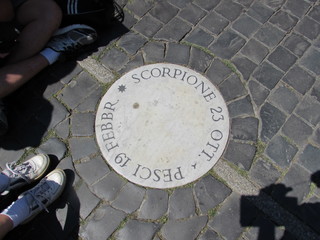 SCORPIONE 23 OTT.
PESCI 19 FEBBR